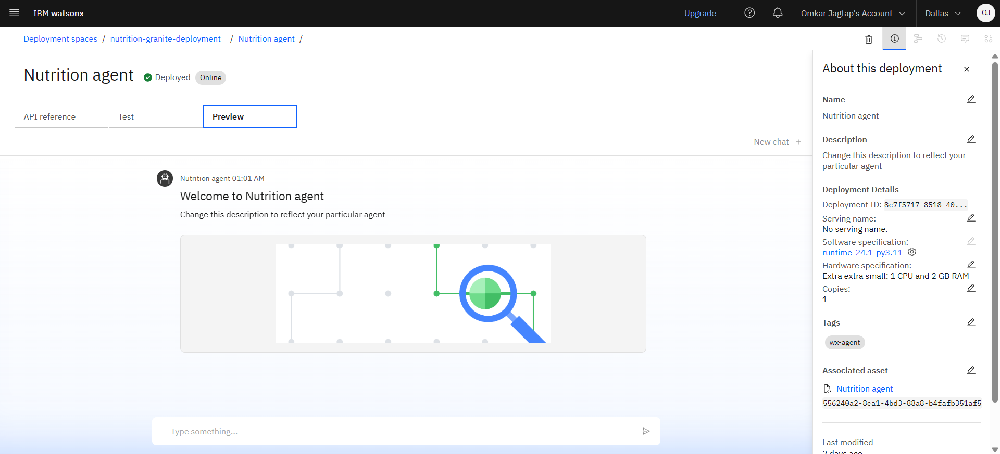 IBM watsonx
Upgrade
Omkar Jagtap's Account
Dallas
OJ
Deployment spaces / nutrition-granite-deployment_ / Nutrition agent /
Nutrition agent
Deployed
Online
API reference
Test
Preview
New chat +
Nutrition agent 01:01 AM
Welcome to Nutrition agent
Change this description to reflect your particular agent
Type something...
About this deployment
Name
Nutrition agent
Description
Change this description to reflect your
particular agent
Deployment Details
Deployment ID: 8c7f5717-8518-40...
Serving name:
No serving name.
Software specification:
runtime-24.1-py3.11
Hardware specification:
Extra extra small: 1 CPU and 2 GB RAM
Copies:
1
Tags
wx-agent
Associated asset
Nutrition agent
556240a2-8ca1-4bd3-88a8-b4fafb351af5
Last modified
2 days ago